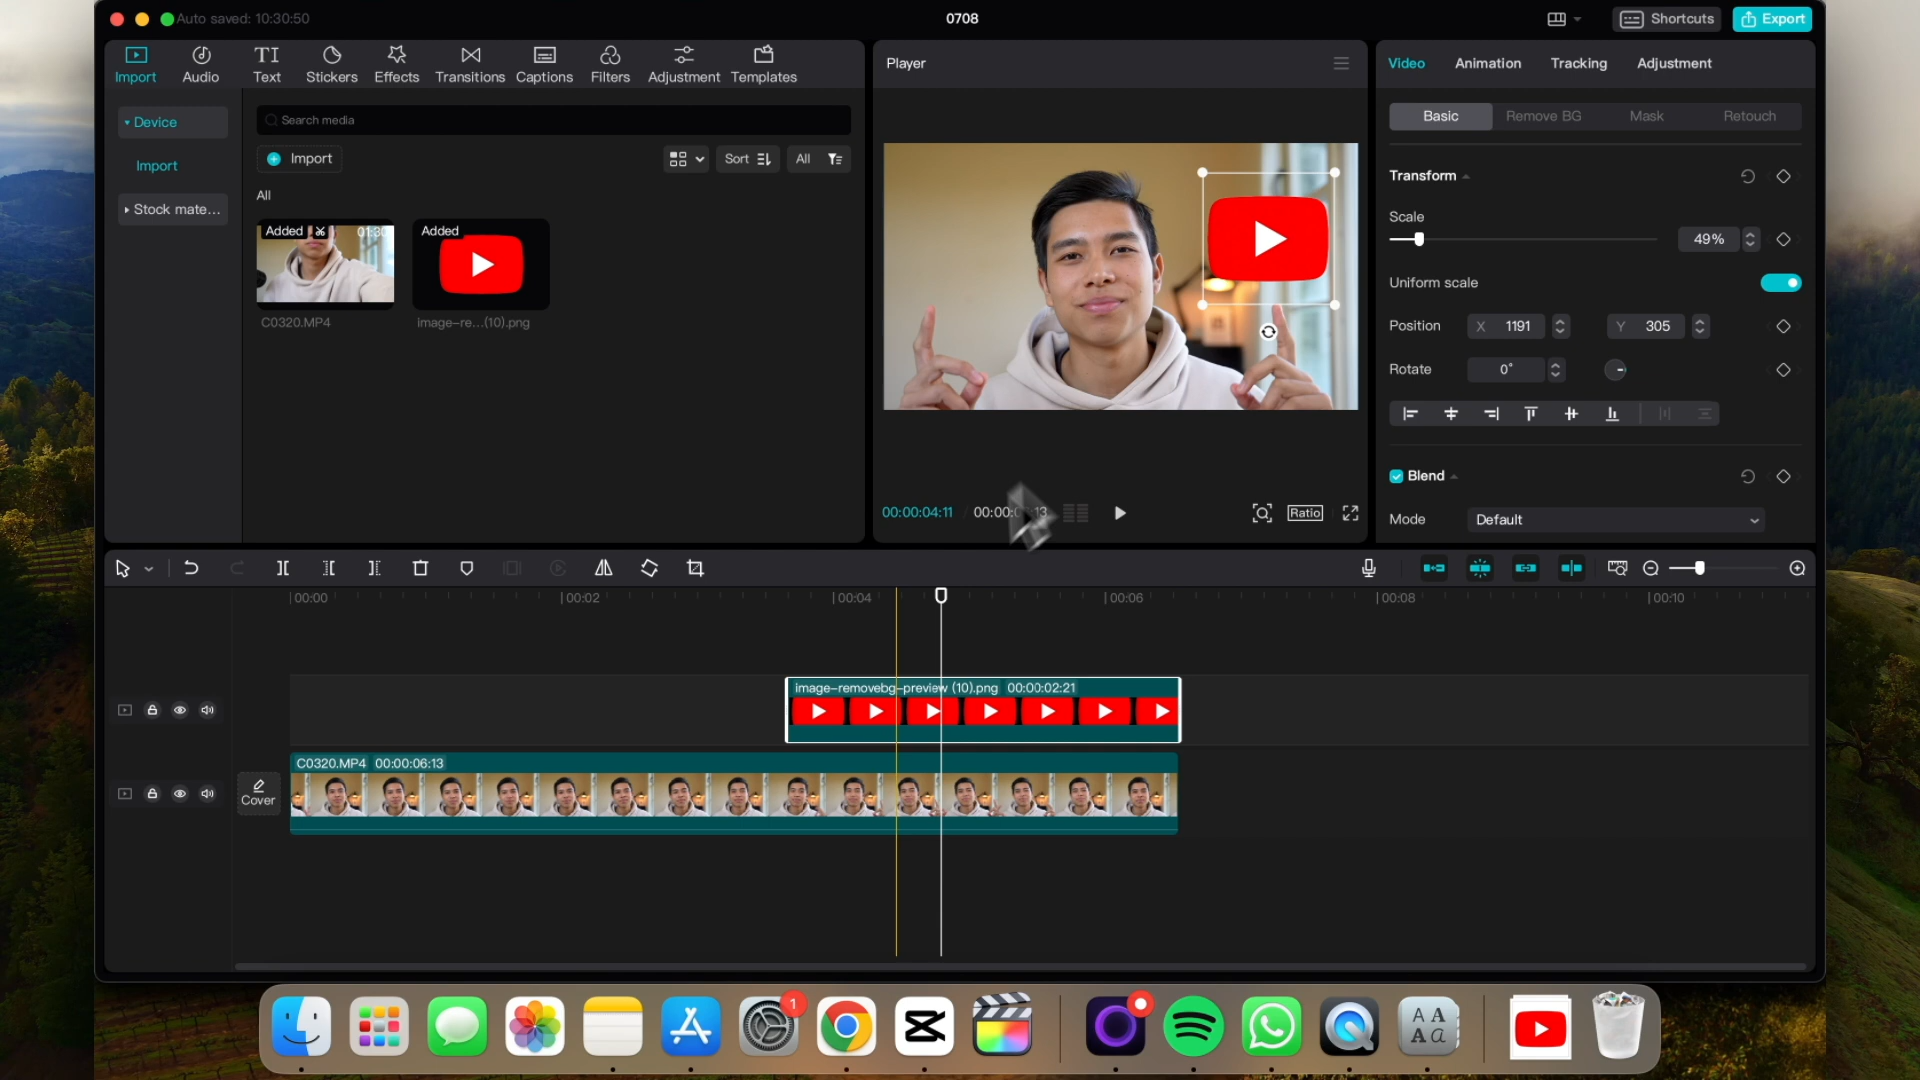 Auto saved: 10:30:50
0708
Shortcuts
Export
Import
Audio
Text
Stickers
Effects
Transitions
Captions
Filters
Adjustment
Templates
Device
Import
Stock mate...
Search media
Import
Sort
All
All
Added
Added
C0320.MP4
image-re...(10).png
Player
00:00:04:11
Ratio
Video
Animation
Tracking
Adjustment
Basic
Remove BG
Mask
Retouch
Transform
Scale
49%
Uniform scale
Position
X 1191
Y 305
Rotate
0°
Blend
Mode
Default
00:00
00:02
00:04
00:06
00:08
00:10
image-removebg-preview (10).png 00:00:02:21
C0320.MP4 00:00:06:13
Cover
1
A A
A a